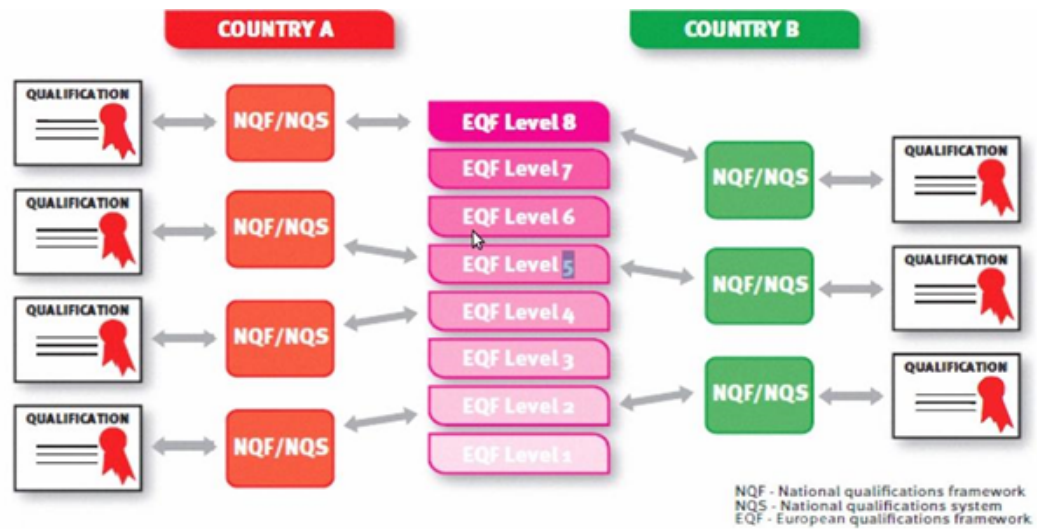 COUNTRY A
COUNTRY B
QUALIFICATION
NQF/NQS
EQF Level 8
NQF/NQS
QUALIFICATION
EQF Level 7
QUALIFICATION
NQF/NQS
EQF Level 6
EQF Level 5
NQF/NQS
QUALIFICATION
QUALIFICATION
NQF/NQS
EQF Level 4
EQF Level 3
NQF/NQS
QUALIFICATION
QUALIFICATION
NQF/NQS
EQF Level 2
EQF Level 1
NQF - National qualifications framework
NQS - National qualifications system
EQF - European qualifications framework